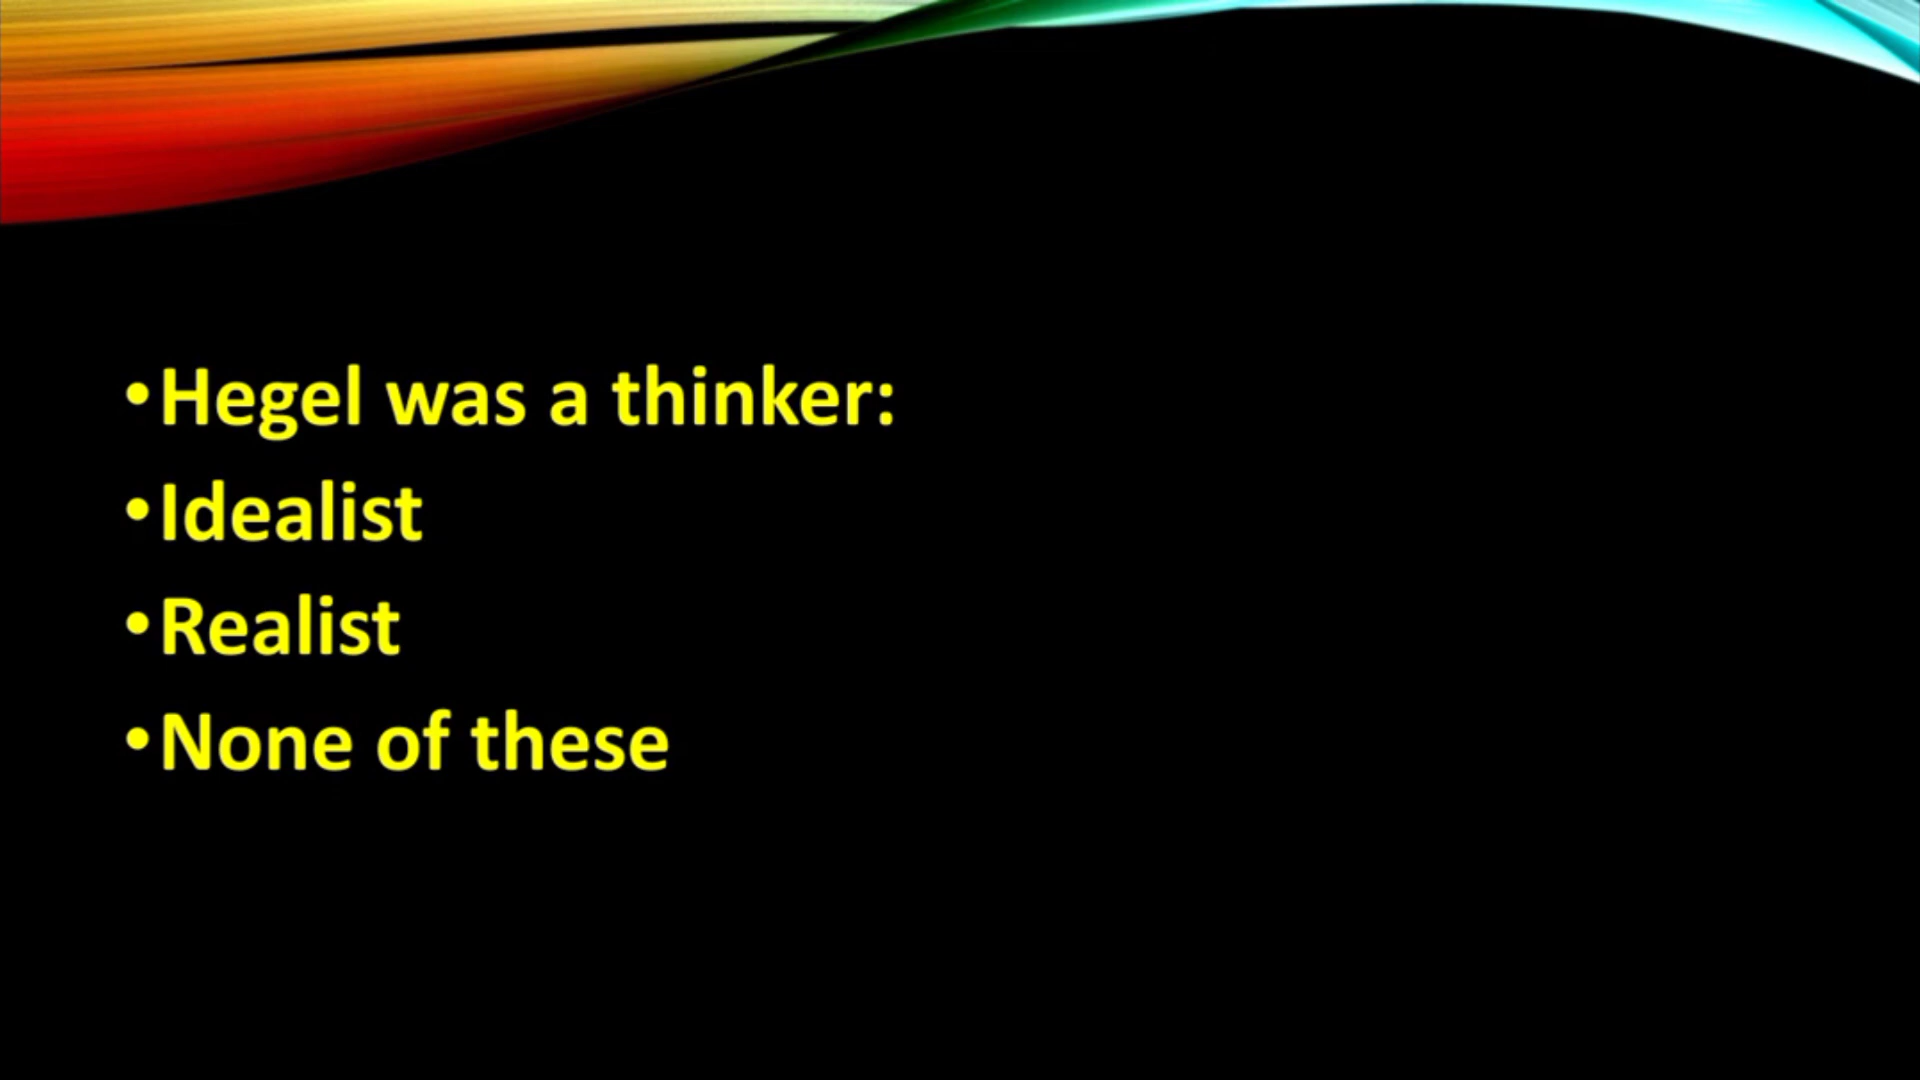 •Hegel was a thinker:
•Idealist
•Realist
•None of these